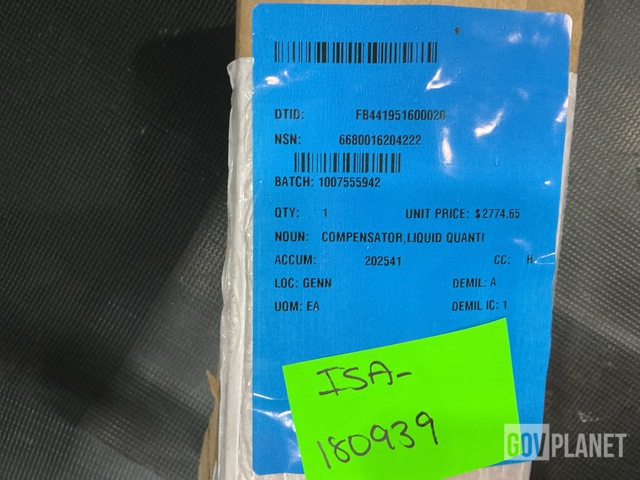 DTID: FB441951600020
NSN: 6680016204222
BATCH: 1007555942
QTY: 1 UNIT PRICE: $2774.65
NOUN: COMPENSATOR,LIQUID QUANTI
ACCUM: 202541 CC: H
LOC: GENN DEMIL: A
UOM: EA DEMIL IC: 1
ISA-
180939
GOVPLANET